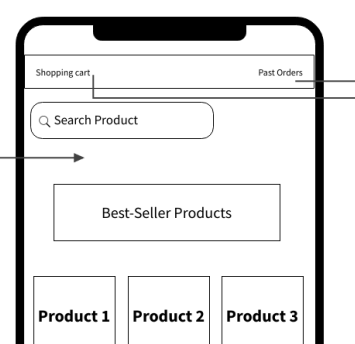 Shopping cart
Past Orders
Search Product
Best-Seller Products
Product 1
Product 2
Product 3